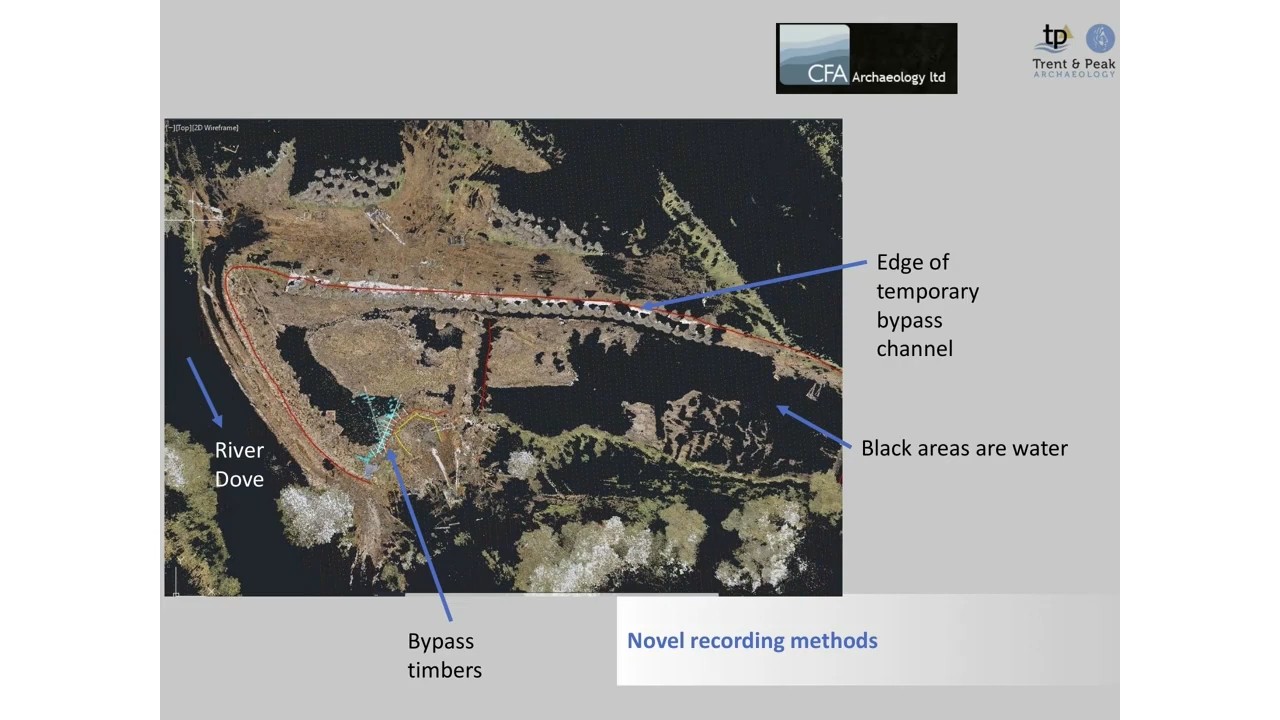 CFA Archaeology ltd
tp
Trent & Peak
ARCHAEOLOGY
[−][Top][2D Wireframe]
Edge of
temporary
bypass
channel
River
Dove
Black areas are water
Bypass
timbers
Novel recording methods